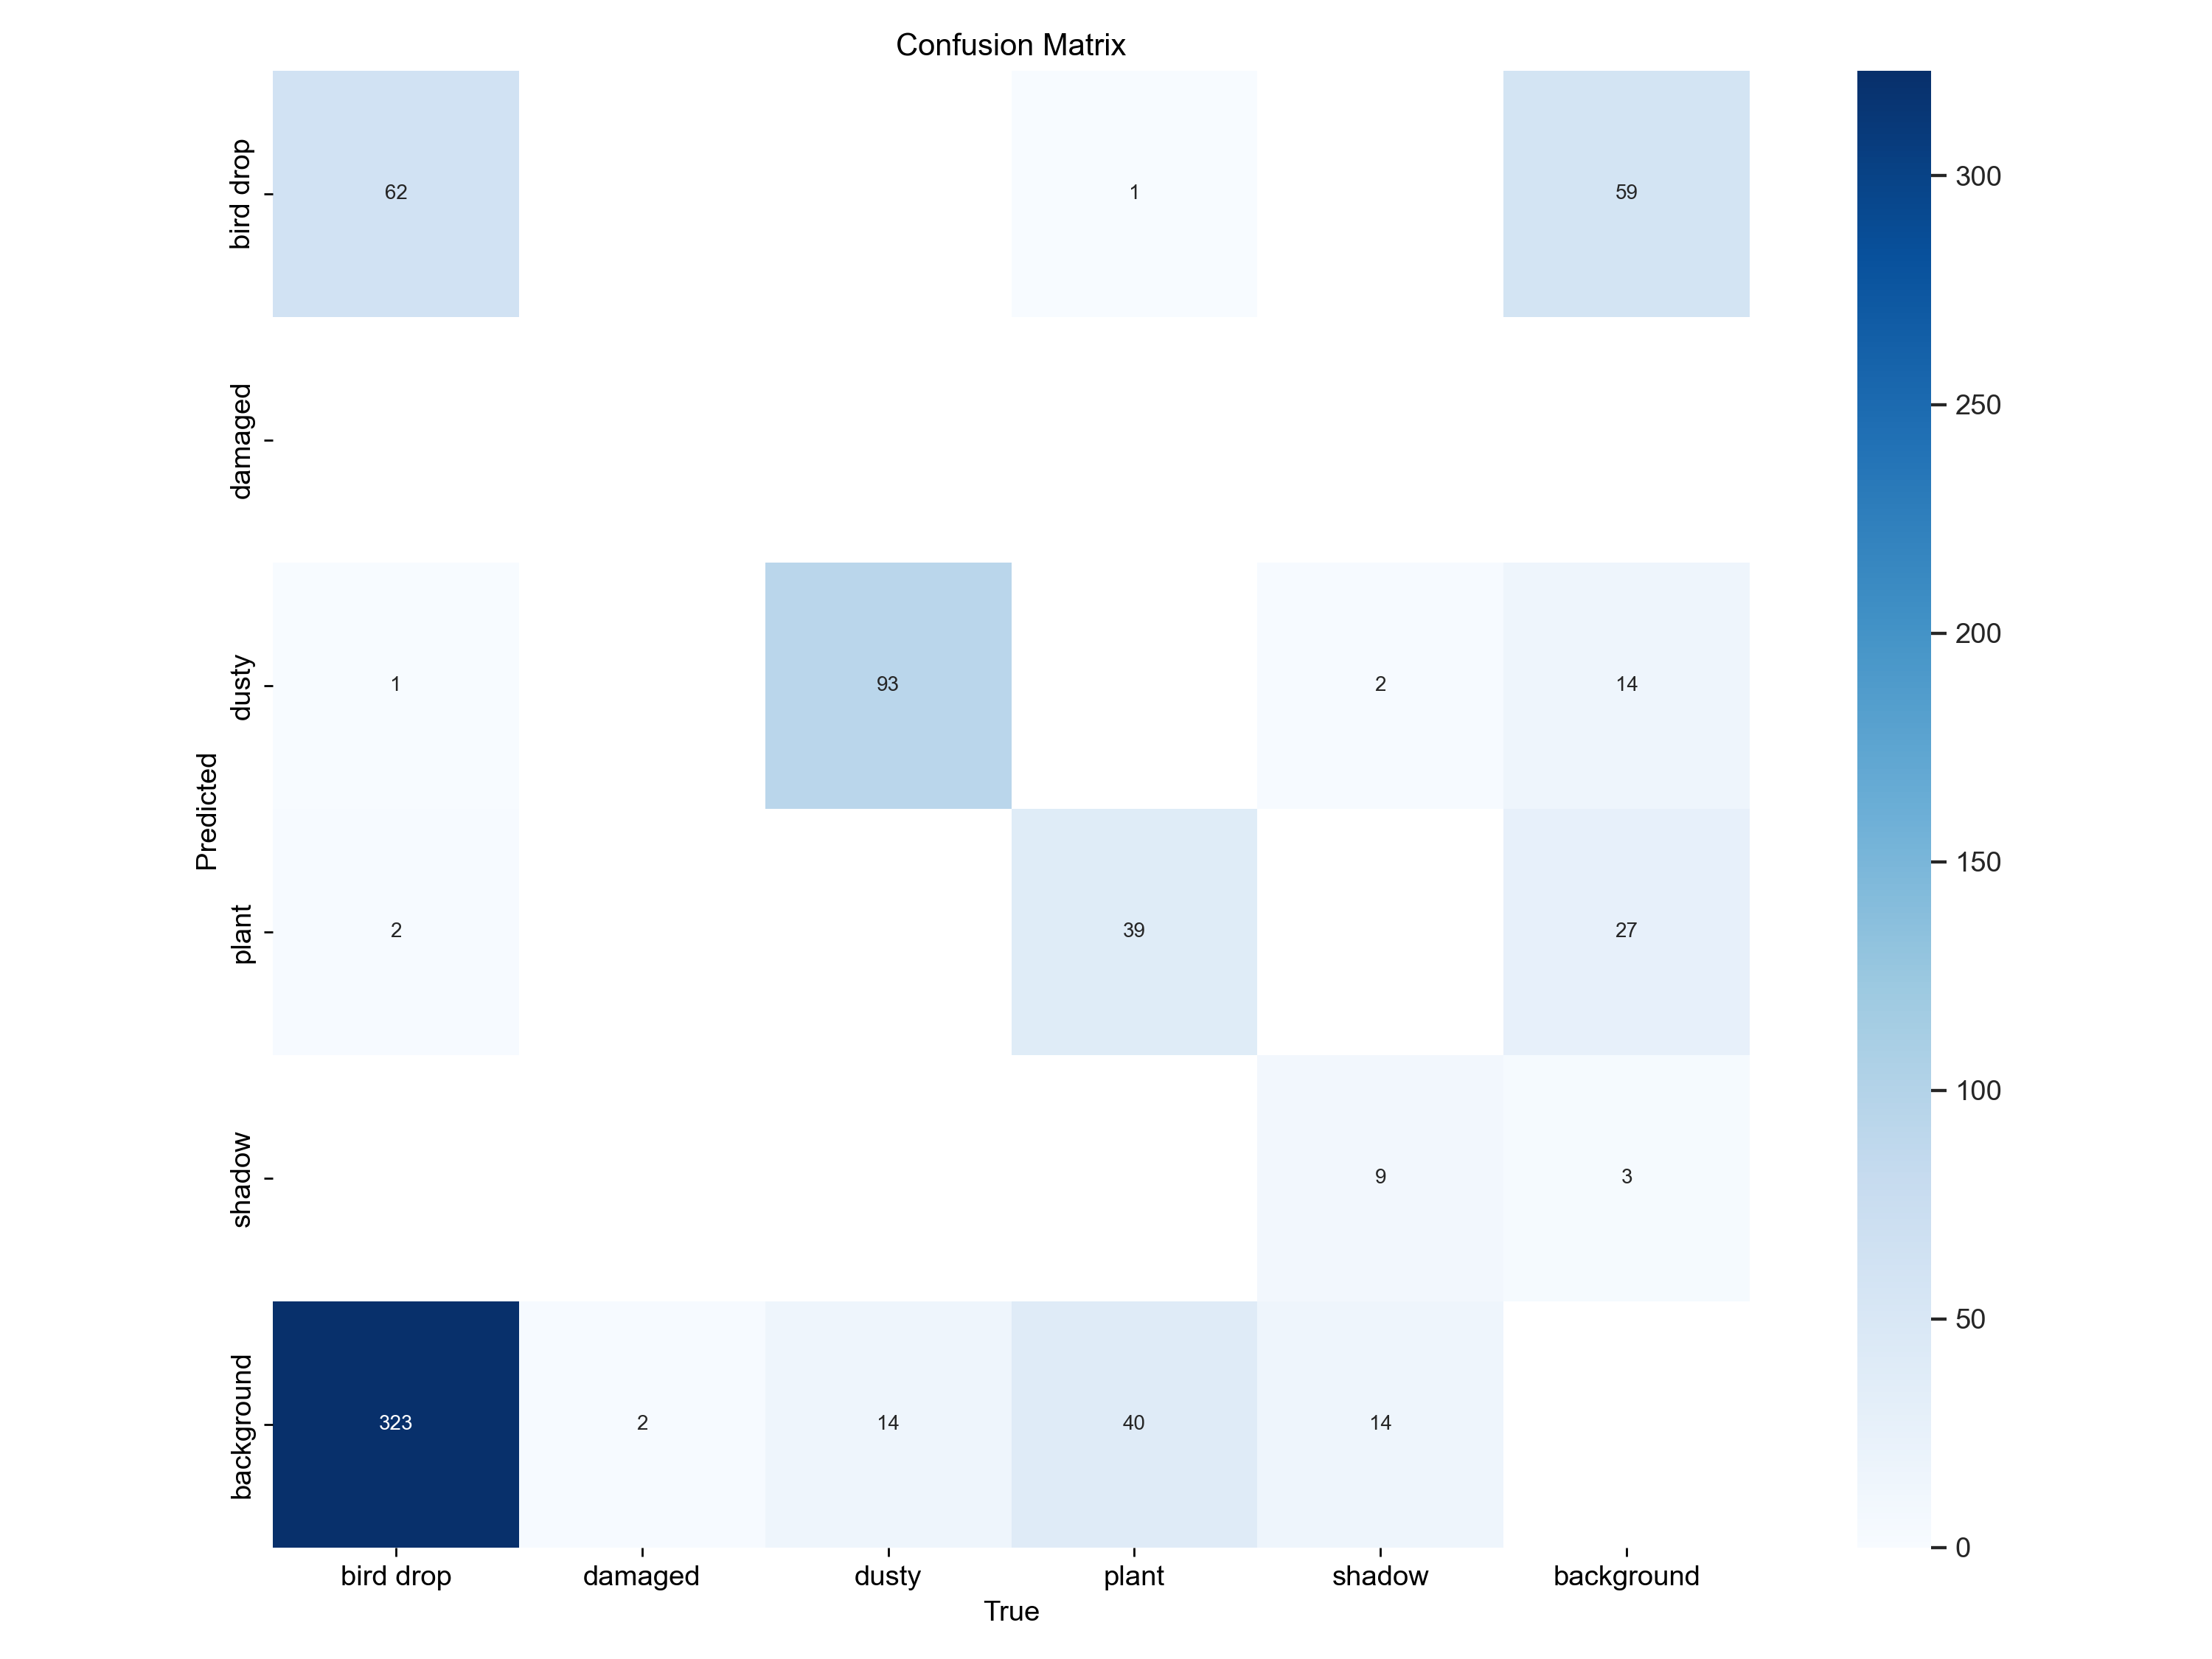 Confusion Matrix
bird drop
62
1
59
damaged
dusty
1
93
2
14
plant
2
39
27
shadow
9
3
background
323
2
14
40
14
Predicted
bird drop
damaged
dusty
plant
shadow
background
True
300
250
200
150
100
50
0